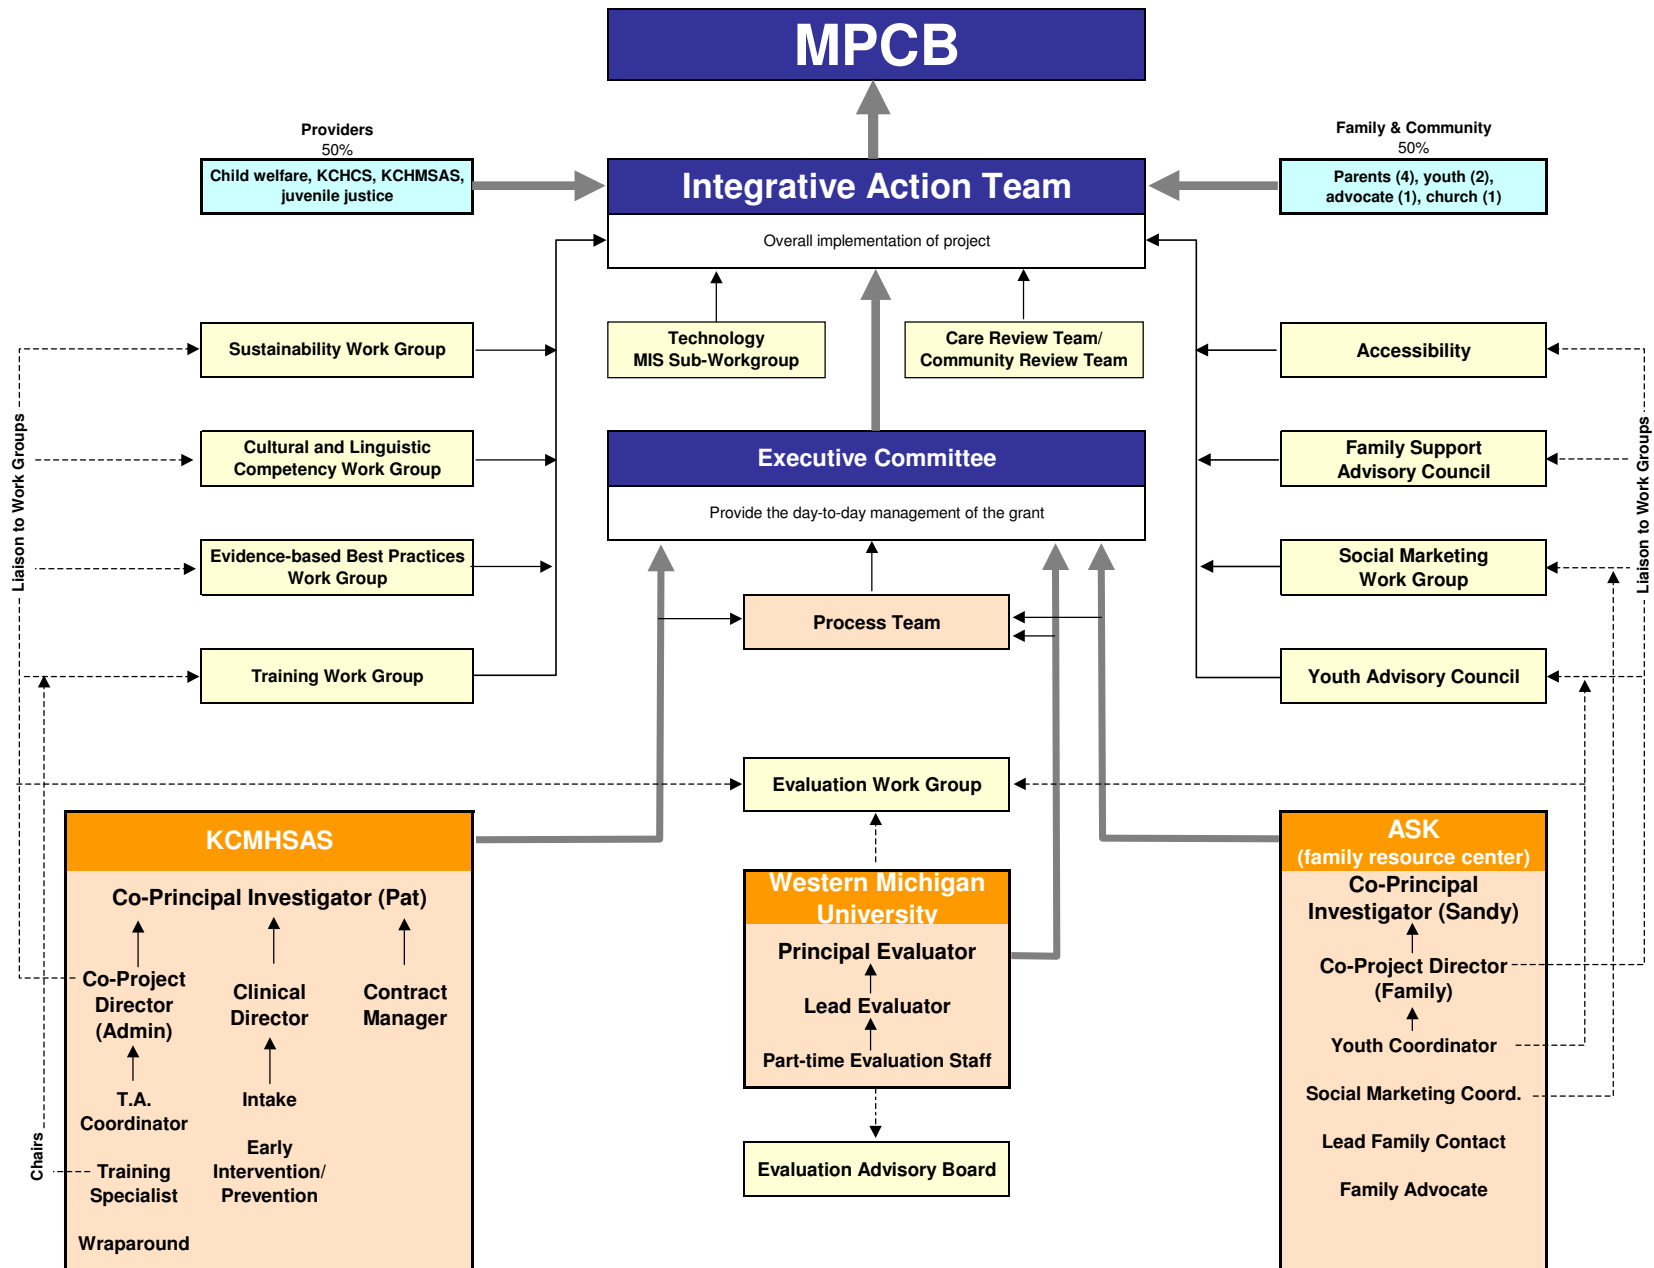 MPCB
Providers
50%
Child welfare, KCHCS, KCHMSAS,
juvenile justice
Integrative Action Team
Overall implementation of project
Family & Community
50%
Parents (4), youth (2),
advocate (1), church (1)
Sustainability Work Group
Technology
MIS Sub-Workgroup
Care Review Team/
Community Review Team
Accessibility
Liaison to Work Groups
Cultural and Linguistic
Competency Work Group
Executive Committee
Provide the day-to-day management of the grant
Family Support
Advisory Council
Liaison to Work Groups
Evidence-based Best Practices
Work Group
Social Marketing
Work Group
Process Team
Training Work Group
Youth Advisory Council
Evaluation Work Group
KCMHSAS
Co-Principal Investigator (Pat)
Co-Project
Director
(Admin)
Clinical
Director
Contract
Manager
T.A.
Coordinator
Intake
Early
Intervention/
Prevention
Chairs
Training
Specialist
Wraparound
Western Michigan
University
Principal Evaluator
Lead Evaluator
Part-time Evaluation Staff
Evaluation Advisory Board
ASK
(family resource center)
Co-Principal
Investigator (Sandy)
Co-Project Director
(Family)
Youth Coordinator
Social Marketing Coord.
Lead Family Contact
Family Advocate